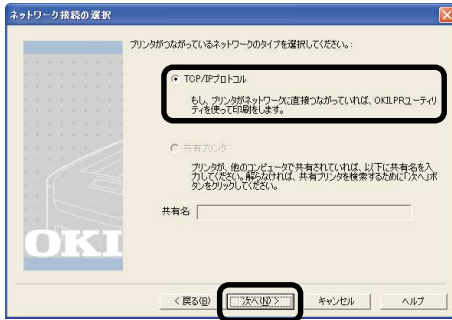 ネットワーク接続の選択
プリンタがつながっているネットワークのタイプを選択してください。:
TCP/IPプロトコル
もし、プリンタがネットワークに直接つながっていれば、OKILPRユーティリ
ティを使って印刷をします。
共有プリンタ
プリンタが、他のコンピュータで共有されていれば、以下に共有名を入
力してください。解らなければ、共有プリンタを検索するために「次へ」ボ
タンをクリックしてください。
共有名
OKI
< 戻る(B)
次へ(N) >
キャンセル
ヘルプ